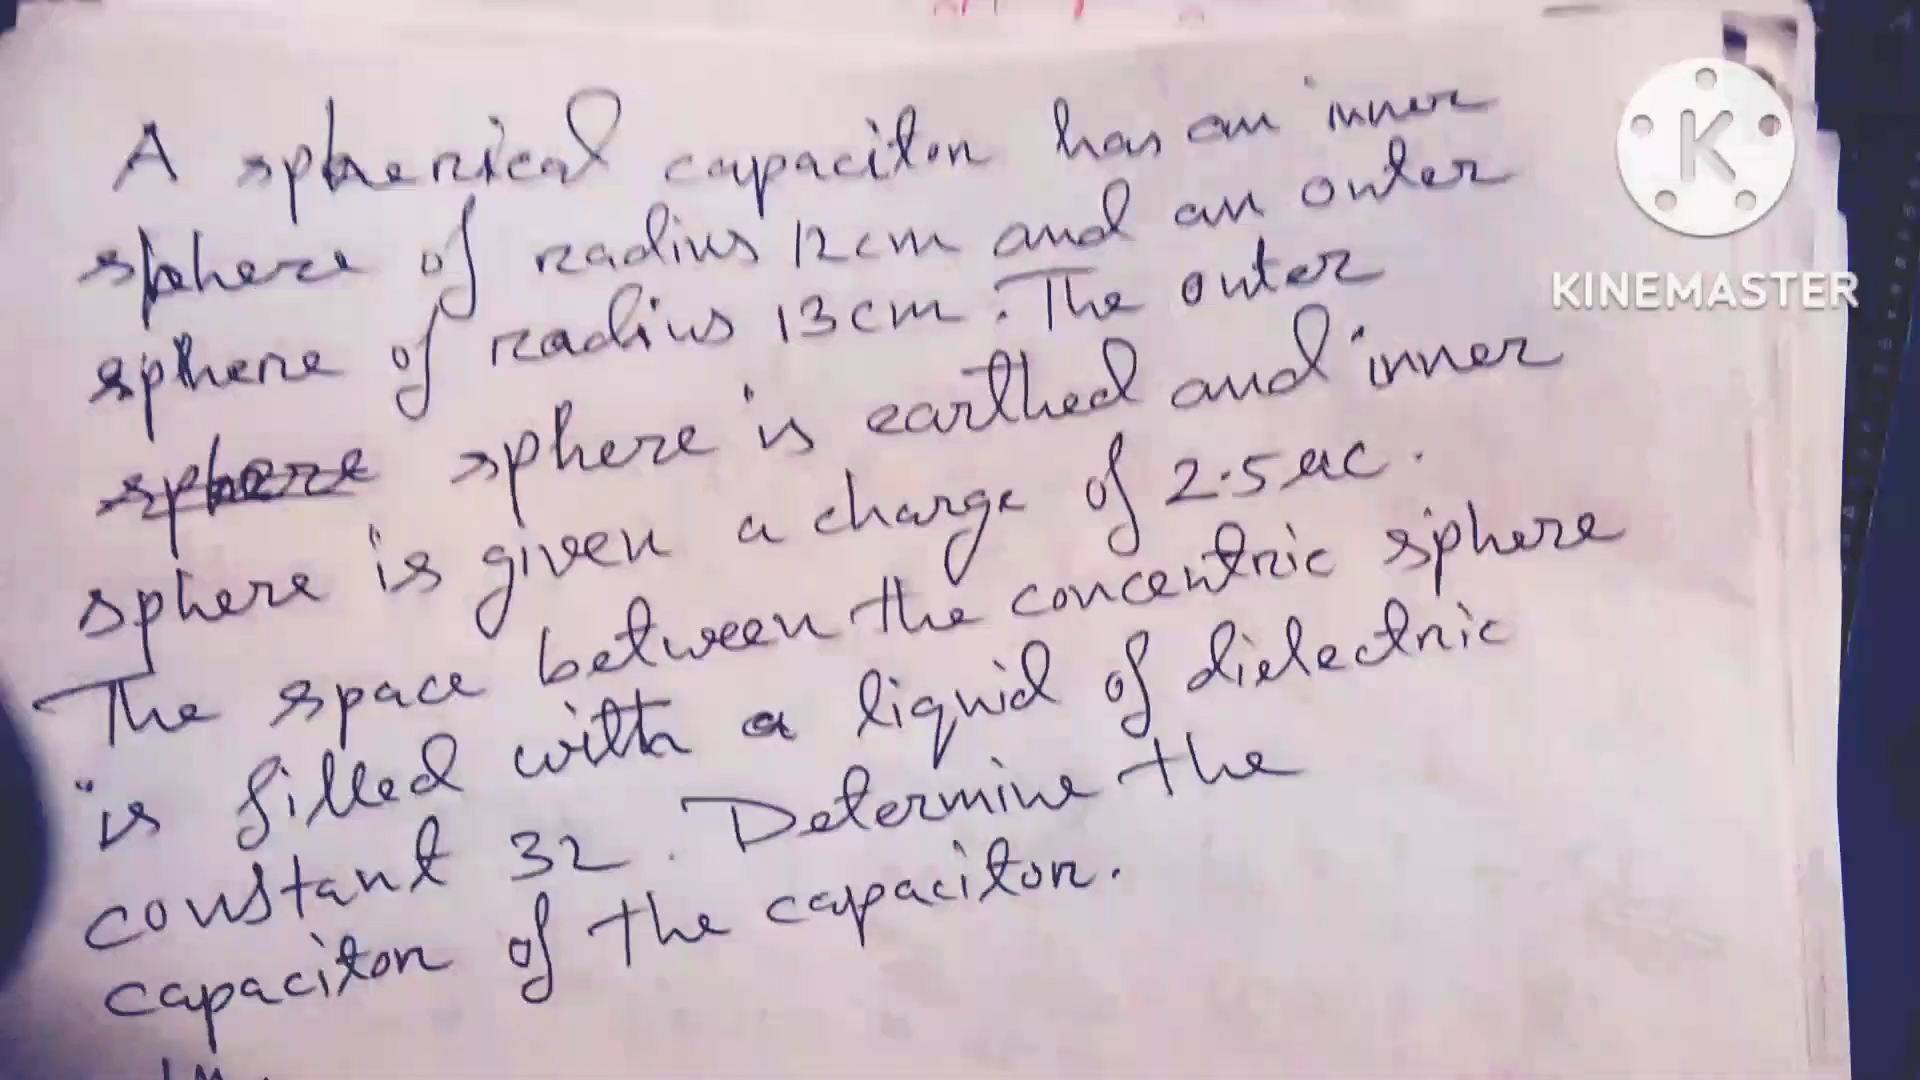 A spherical capacitor has an inner
sphere of radius 12cm and an outer
sphere of radius 13cm. The outer
sphere sphere is earthed and inner
sphere is given a charge of 2.5 uc.
The space between the concentric sphere
is filled with a liquid of dielectric
constant 32. Determine the
capacitor of the capacitor.
K
KINEMASTER